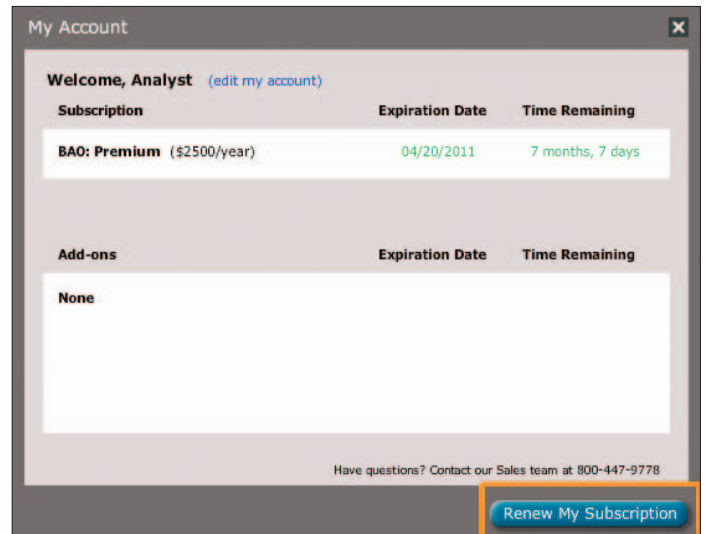 My Account
Welcome, Analyst (edit my account)
Subscription Expiration Date Time Remaining
BAO: Premium ($2500/year) 04/20/2011 7 months, 7 days
Add-ons Expiration Date Time Remaining
None
Have questions? Contact our Sales team at 800-447-9778
Renew My Subscription